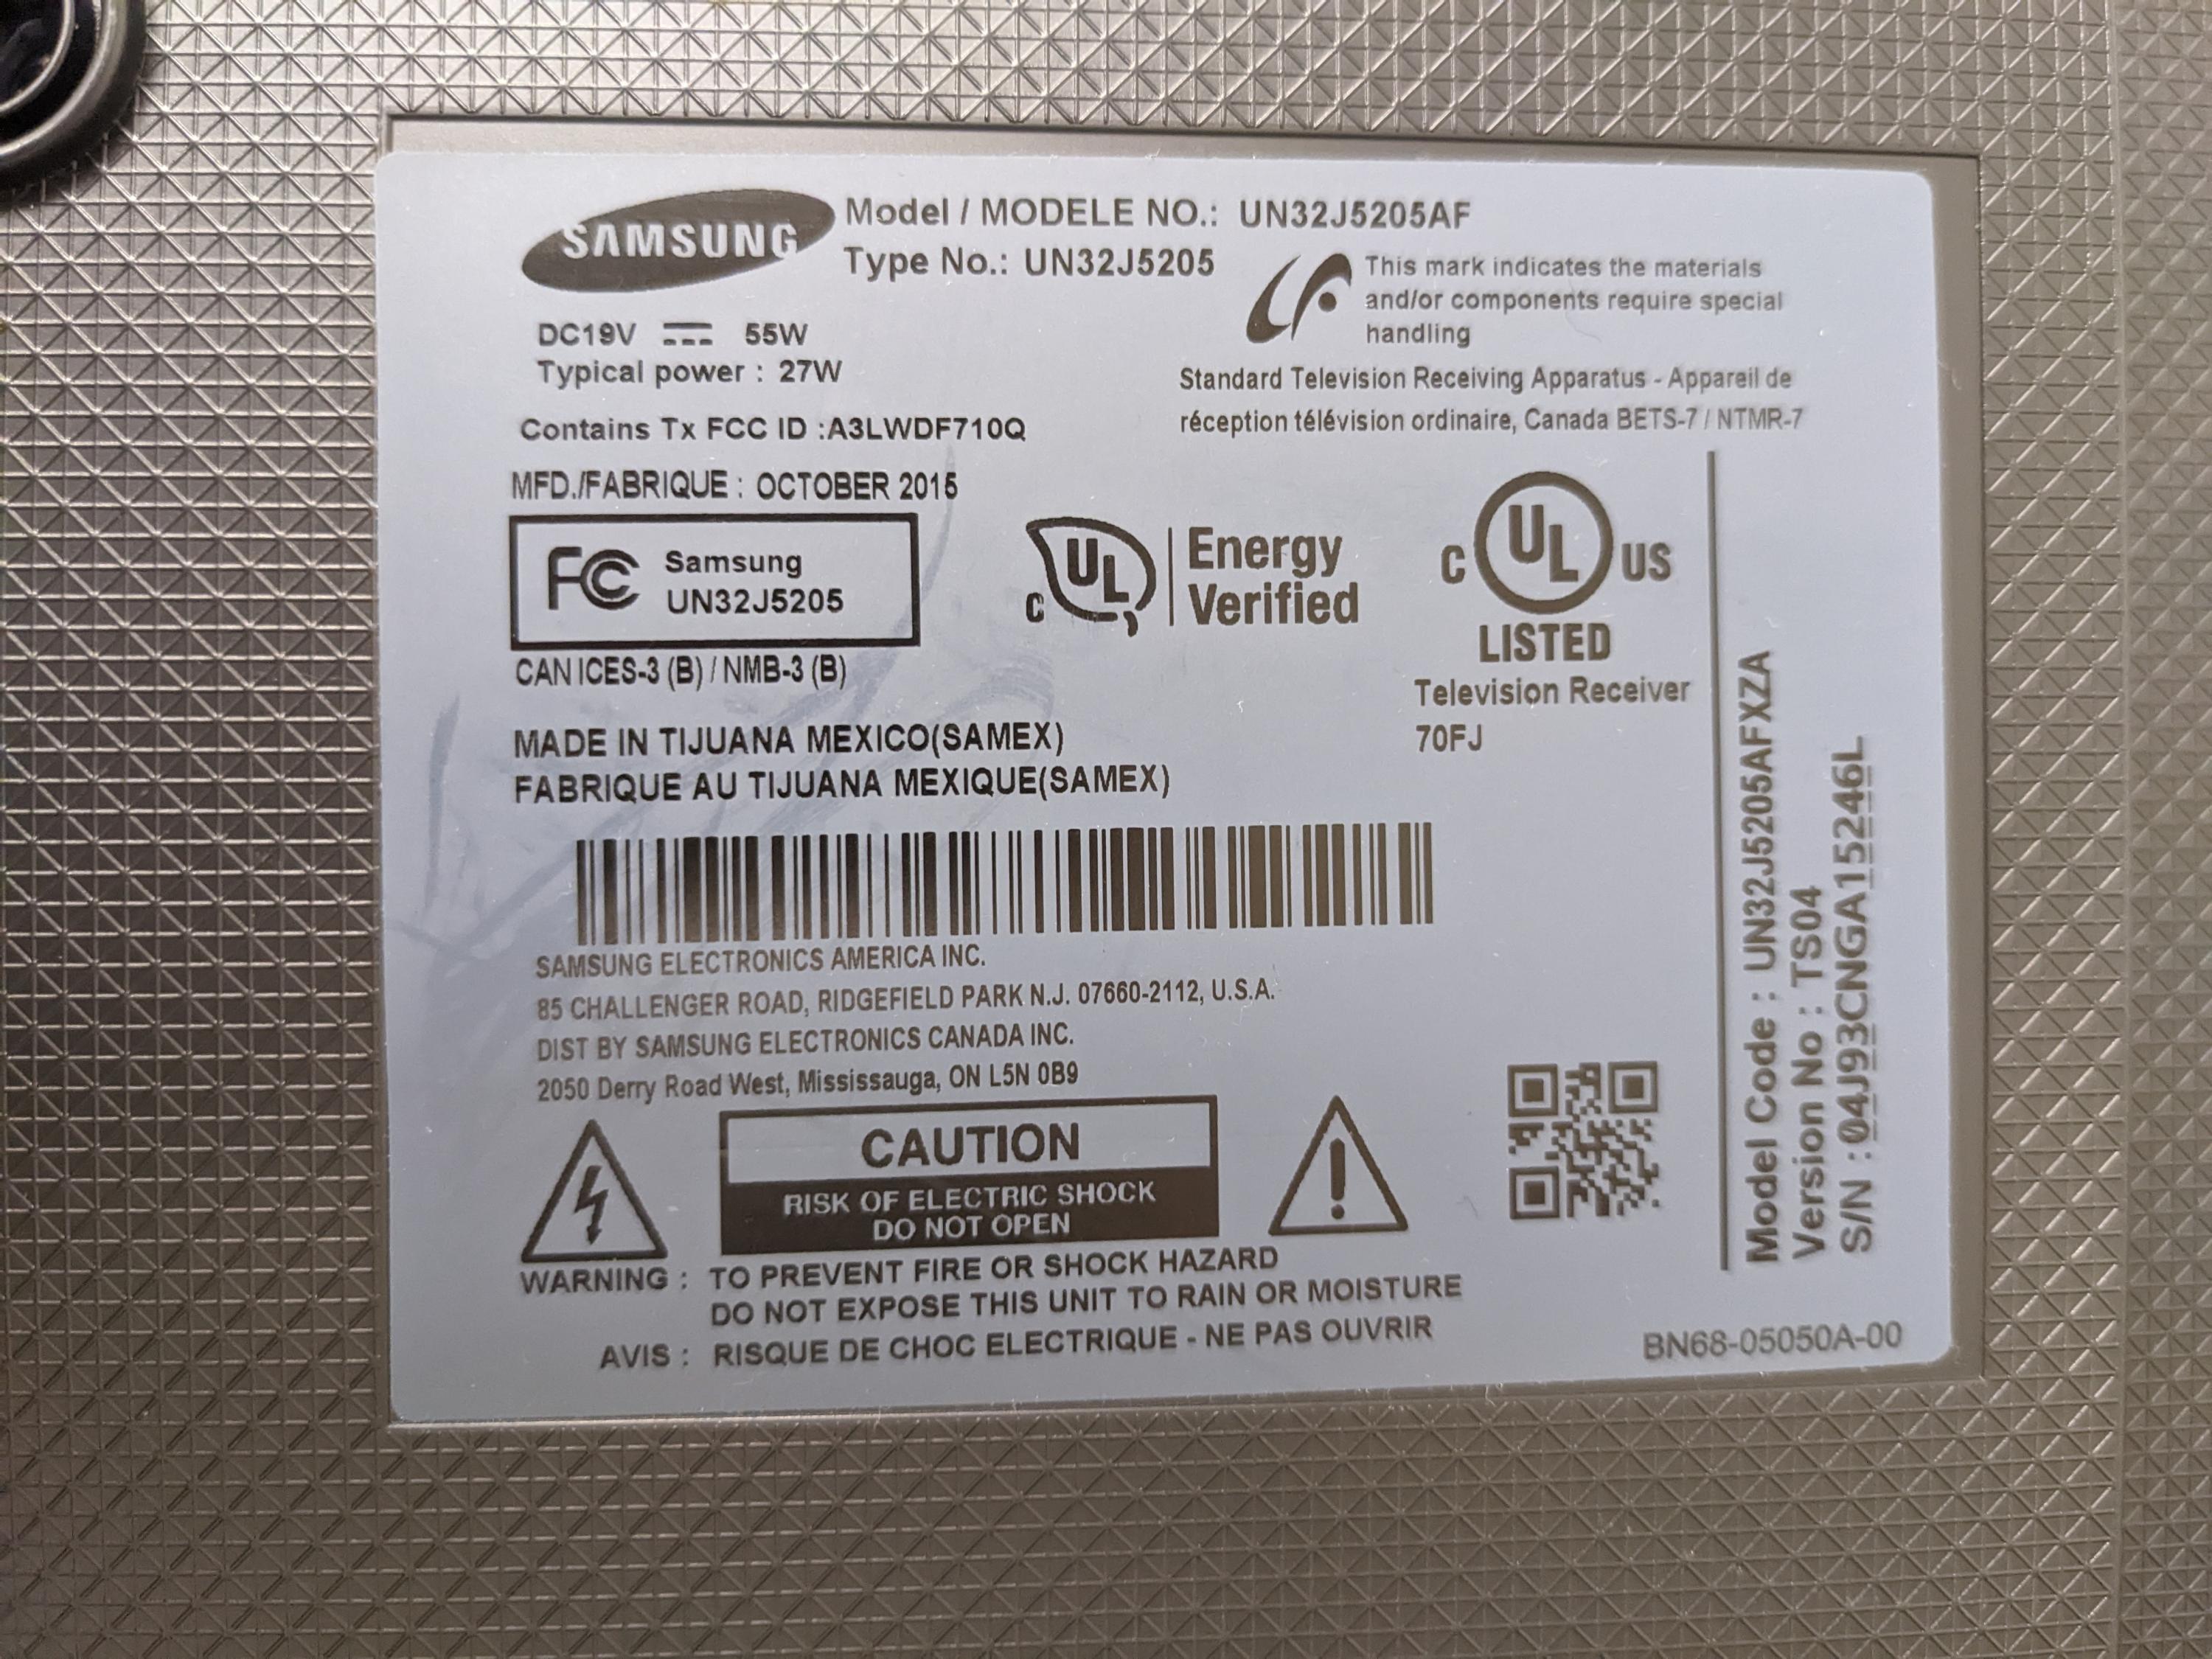 SAMSUNG
Model / MODELE NO.: UN32J5205AF
Type No.: UN32J5205
This mark indicates the materials
and/or components require special
handling
DC19V 55W
Typical power : 27W
Standard Television Receiving Apparatus - Appareil de
réception télévision ordinaire, Canada BETS-7 / NTMR-7
Contains Tx FCC ID :A3LWDF710Q
MFD./FABRIQUE : OCTOBER 2015
FC Samsung
UN32J5205
C UL Energy
Verified
C UL US
LISTED
Television Receiver
70FJ
CAN ICES-3 (B) / NMB-3 (B)
MADE IN TIJUANA MEXICO(SAMEX)
FABRIQUE AU TIJUANA MEXIQUE(SAMEX)
SAMSUNG ELECTRONICS AMERICA INC.
85 CHALLENGER ROAD, RIDGEFIELD PARK N.J. 07660-2112, U.S.A.
DIST BY SAMSUNG ELECTRONICS CANADA INC.
2050 Derry Road West, Mississauga, ON L5N 0B9
CAUTION
RISK OF ELECTRIC SHOCK
DO NOT OPEN
!
WARNING : TO PREVENT FIRE OR SHOCK HAZARD
DO NOT EXPOSE THIS UNIT TO RAIN OR MOISTURE
AVIS : RISQUE DE CHOC ELECTRIQUE - NE PAS OUVRIR
Model Code : UN32J5205AFXZA
Version No : TS04
S/N :04J93CNGA15246L
BN68-05050A-00